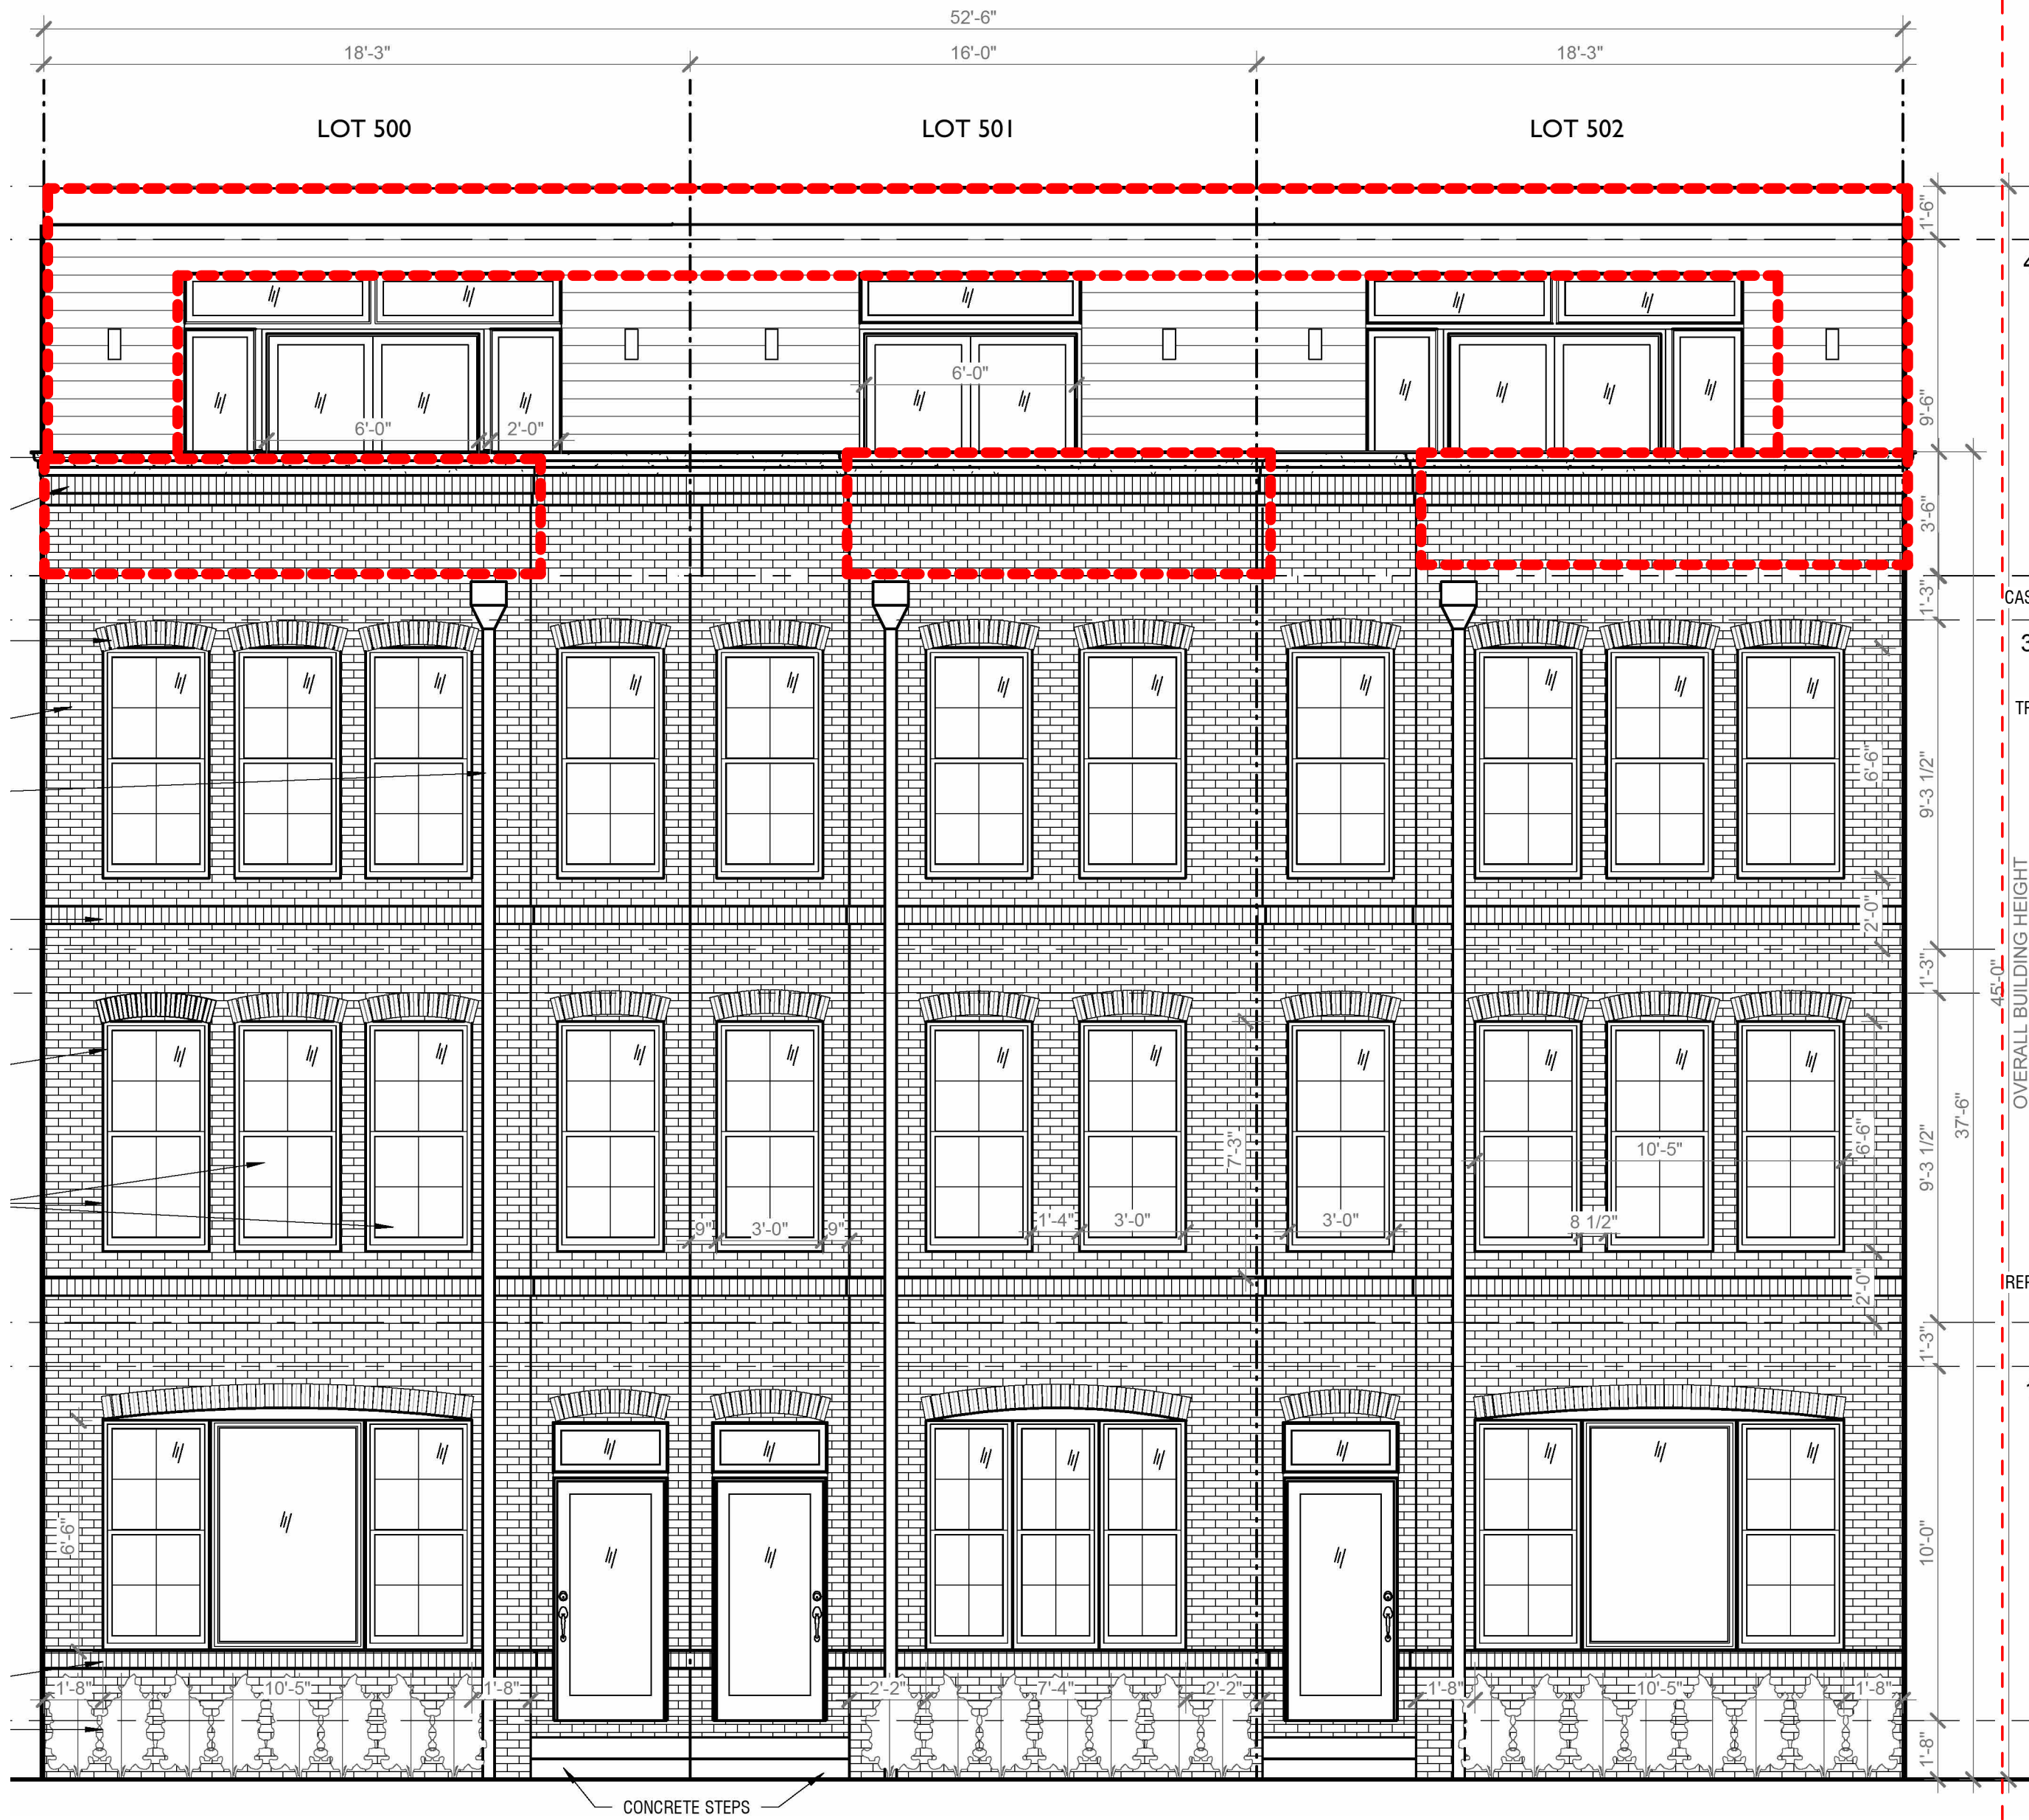 52'-6"
18'-3" 16'-0" 18'-3"
LOT 500 LOT 501 LOT 502
1'-6"
4
6'-0"
9'-6"
6'-0" 2'-0"
3'-6"
1'-3"
CAS
3
TR
6'-6"
9'-3 1/2"
OVERALL BUILDING HEIGHT
2'-0"
1'-3"
45'-0"
37'-6"
7'-3" 10'-5" 6'-6" 9'-3 1/2"
9" 3'-0" 9" 1'-4" 3'-0" 3'-0" 8 1/2"
2'-0"
REF
1'-3"
6'-6"
10'-0"
1'-8" 10'-5" 1'-8" 2'-2" 7'-4" 2'-2" 1'-8" 10'-5" 1'-8"
1'-8"
CONCRETE STEPS